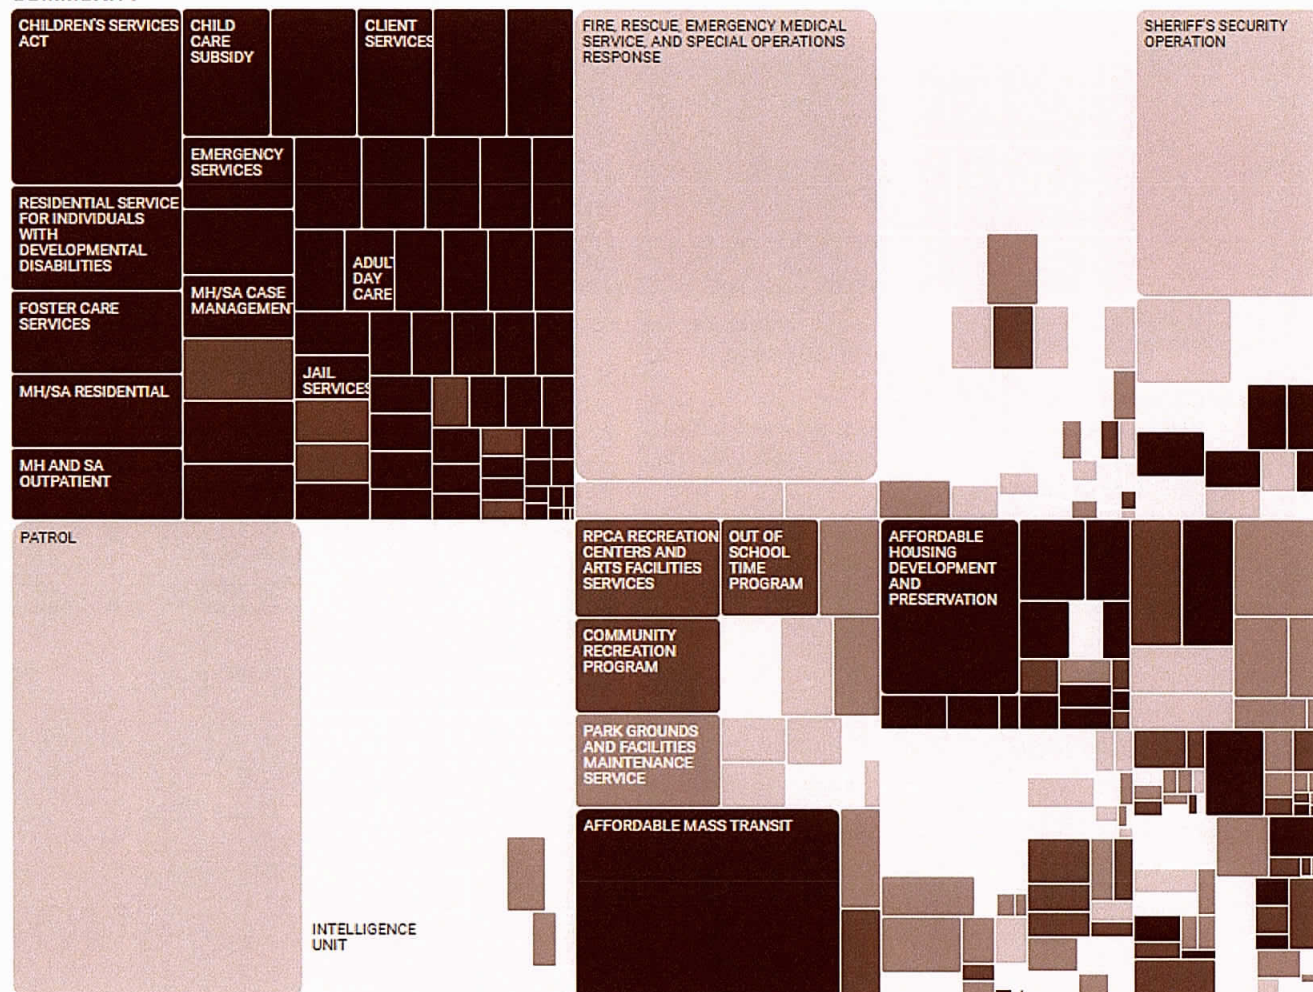 CHILDREN'S SERVICES
ACT
CHILD
CARE
SUBSIDY
CLIENT
SERVICES
FIRE, RESCUE, EMERGENCY MEDICAL
SERVICE, AND SPECIAL OPERATIONS
RESPONSE
SHERIFF'S SECURITY
OPERATION
EMERGENCY
SERVICES
RESIDENTIAL SERVICE
FOR INDIVIDUALS
WITH
DEVELOPMENTAL
DISABILITIES
ADULT
DAY
CARE
MH/SA CASE
MANAGEMENT
FOSTER CARE
SERVICES
JAIL
SERVICES
MH/SA RESIDENTIAL
MH AND SA
OUTPATIENT
PATROL
RPCA RECREATION
CENTERS AND
ARTS FACILITIES
SERVICES
OUT OF
SCHOOL
TIME
PROGRAM
AFFORDABLE
HOUSING
DEVELOPMENT
AND
PRESERVATION
COMMUNITY
RECREATION
PROGRAM
PARK GROUNDS
AND FACILITIES
MAINTENANCE
SERVICE
AFFORDABLE MASS TRANSIT
INTELLIGENCE
UNIT